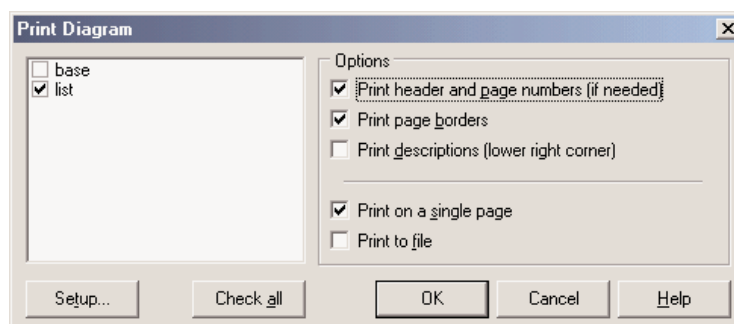 Print Diagram
base
list
Options
Print header and page numbers (if needed)
Print page borders
Print descriptions (lower right corner)
Print on a single page
Print to file
Setup...
Check all
OK
Cancel
Help